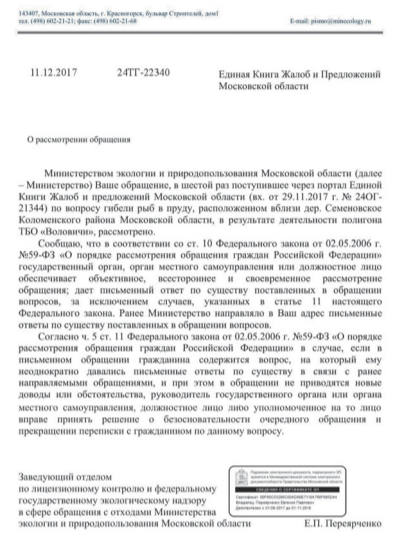 143407, Московская область, г. Красногорск, бульвар Строителей, дом1
тел. (498) 602-21-21; факс: (498) 602-21-68
E-mail: pismo@minecology.ru
11.12.2017 24ТГ-22340
Единая Книга Жалоб и Предложений
Московской области
О рассмотрении обращения
Министерством экологии и природопользования Московской области (далее
– Министерство) Ваше обращение, в шестой раз поступившее через портал Единой
Книги Жалоб и предложений Московской области (вх. от 29.11.2017 г. № 24ОГ-
21344) по вопросу гибели рыб в пруду, расположенном вблизи дер. Семеновское
Коломенского района Московской области, в результате деятельности полигона
ТБО «Воловичи», рассмотрено.
Сообщаю, что в соответствии со ст. 10 Федерального закона от 02.05.2006 г.
№59-ФЗ «О порядке рассмотрения обращения граждан Российской Федерации»
государственный орган, орган местного самоуправления или должностное лицо
обеспечивает объективное, всестороннее и своевременное рассмотрение
обращения; дает письменный ответ по существу поставленных в обращении
вопросов, за исключением случаев, указанных в статье 11 настоящего
Федерального закона. Ранее Министерство направляло в Ваш адрес письменные
ответы по существу поставленных в обращении вопросов.
Согласно ч. 5 ст. 11 Федерального закона от 02.05.2006 г. №59-ФЗ «О порядке
рассмотрения обращения граждан Российской Федерации» в случае, если в
письменном обращении гражданина содержится вопрос, на который ему
неоднократно давались письменные ответы по существу в связи с ранее
направляемыми обращениями, и при этом в обращении не приводятся новые
доводы или обстоятельства, руководитель государственного органа или органа
местного самоуправления, должностное лицо либо уполномоченное на то лицо
вправе принять решение о безосновательности очередного обращения и
прекращении переписки с гражданином по данному вопросу.
Заведующий отделом
по лицензионному контролю и федеральному
государственному экологическому надзору
в сфере обращения с отходами Министерства
экологии и природопользования Московской области
Е.П. Перевярченко